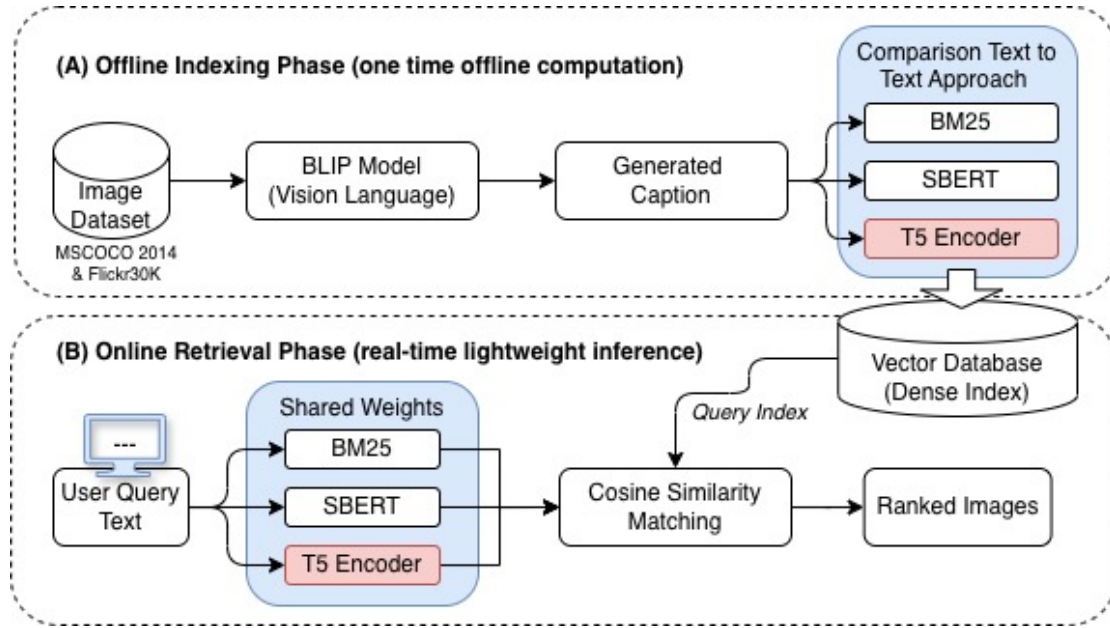 (A) Offline Indexing Phase (one time offline computation)
Comparison Text to
Text Approach
BM25
SBERT
T5 Encoder
Image
Dataset
MSCOCO 2014
& Flickr30K
BLIP Model
(Vision Language)
Generated
Caption
(B) Online Retrieval Phase (real-time lightweight inference)
Vector Database
(Dense Index)
Query Index
---
User Query
Text
Shared Weights
BM25
SBERT
T5 Encoder
Cosine Similarity
Matching
Ranked Images